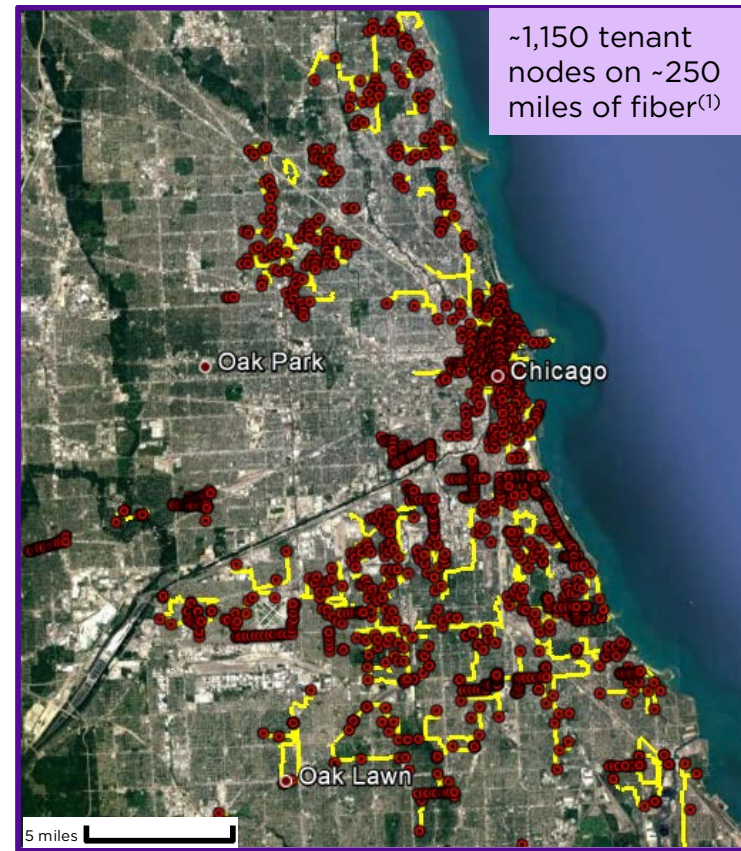 ~1,150 tenant
nodes on ~250
miles of fiber(1)
Oak Park
Chicago
Oak Lawn
5 miles